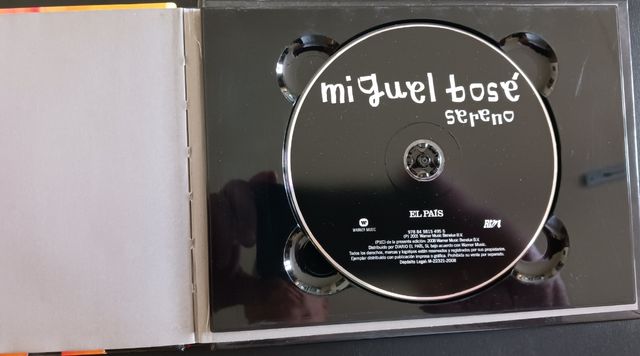 miguel bosé
sereno
EL PAÍS
WARNER MUSIC
978 84 9815 495 5
(P) 2001 Warner Music Benelux B.V.
(P)(C) de la presente edición: 2008 Warner Music Benelux B.V.
Distribuido por DIARIO EL PAÍS, SL bajo acuerdo con Warner Music.
Todos los derechos, marcas y logotipos están reservados y registrados por sus propietarios.
Ejemplar distribuido con publicación impresa o gráfica. Prohibida su venta por separado.
Depósito Legal: M-22321-2008